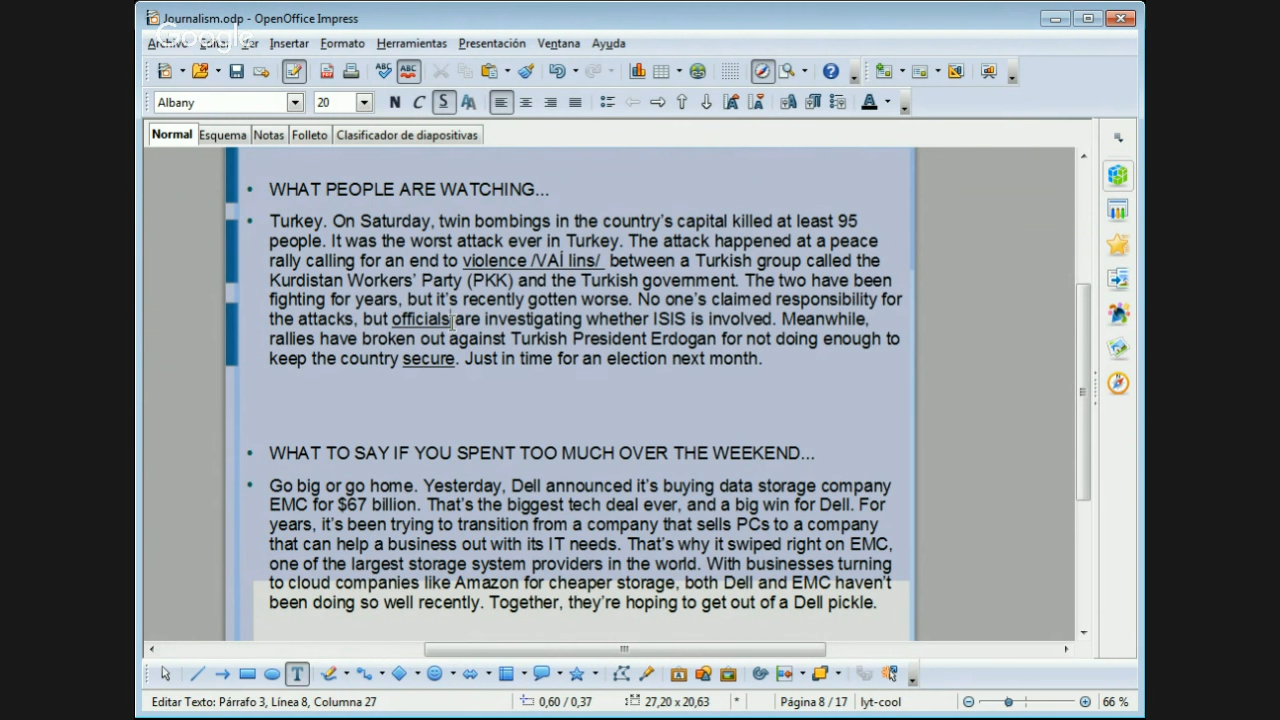 Journalism.odp - OpenOffice Impress
Google
Archivo Editar Ver Insertar Formato Herramientas Presentación Ventana Ayuda
Albany 20 N C S
Normal Esquema Notas Folleto Clasificador de diapositivas
• WHAT PEOPLE ARE WATCHING...
• Turkey. On Saturday, twin bombings in the country's capital killed at least 95
people. It was the worst attack ever in Turkey. The attack happened at a peace
rally calling for an end to violence /VAÍ lins/ between a Turkish group called the
Kurdistan Workers' Party (PKK) and the Turkish government. The two have been
fighting for years, but it's recently gotten worse. No one's claimed responsibility for
the attacks, but officials are investigating whether ISIS is involved. Meanwhile,
rallies have broken out against Turkish President Erdogan for not doing enough to
keep the country secure. Just in time for an election next month.
• WHAT TO SAY IF YOU SPENT TOO MUCH OVER THE WEEKEND...
• Go big or go home. Yesterday, Dell announced it's buying data storage company
EMC for $67 billion. That's the biggest tech deal ever, and a big win for Dell. For
years, it's been trying to transition from a company that sells PCs to a company
that can help a business out with its IT needs. That's why it swiped right on EMC,
one of the largest storage system providers in the world. With businesses turning
to cloud companies like Amazon for cheaper storage, both Dell and EMC haven't
been doing so well recently. Together, they're hoping to get out of a Dell pickle.
Editar Texto: Párrafo 3, Línea 8, Columna 27 0,60 / 0,37 27,20 x 20,63 * Página 8 / 17 lyt-cool 66 %